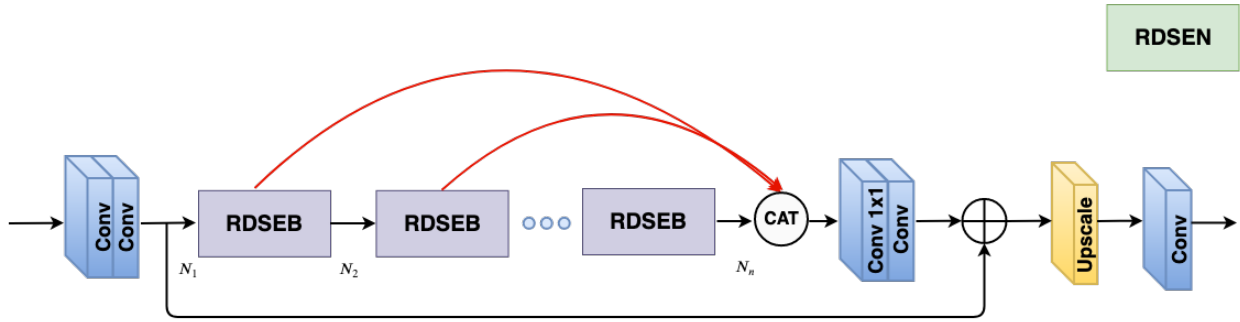 RDSEN
Conv
Conv
RDSEB
RDSEB
RDSEB
CAT
Conv 1x1
Conv
Upscale
Conv
N1
N2
Nn